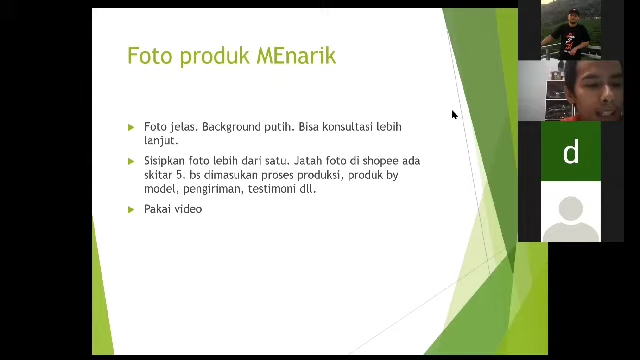 Foto produk MEnarik
Foto jelas. Background putih. Bisa konsultasi lebih
lanjut.
Sisipkan foto lebih dari satu. Jatah foto di shopee ada
skitar 5. bs dimasukan proses produksi, produk by
model, pengiriman, testimoni dll.
Pakai video
d